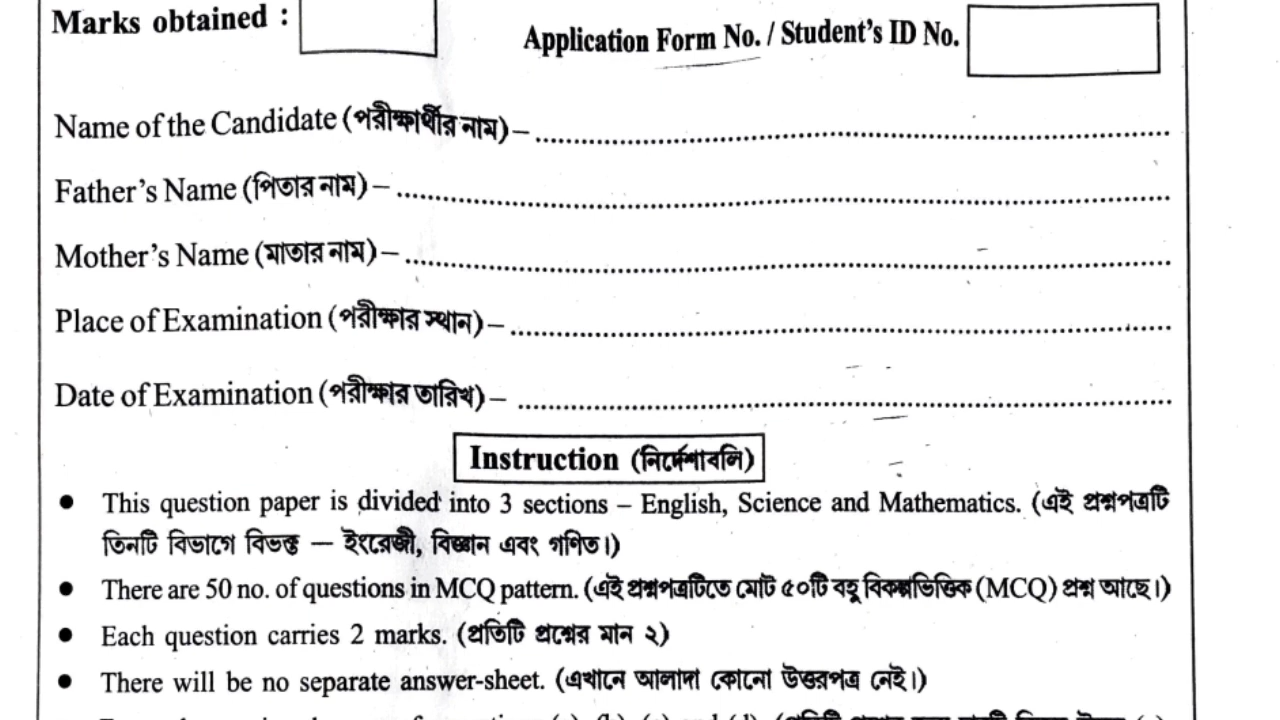 Marks obtained :
Application Form No. / Student's ID No.
Name of the Candidate (পরীক্ষার্থীর নাম) – ........................
Father's Name (পিতার নাম) – ........................
Mother's Name (মাতার নাম) – ........................
Place of Examination (পরীক্ষার স্থান) – ........................
Date of Examination (পরীক্ষার তারিখ) – ........................
Instruction (নির্দেশাবলি)
• This question paper is divided into 3 sections – English, Science and Mathematics. (এই প্রশ্নপত্রটি
তিনটি বিভাগে বিভক্ত — ইংরেজী, বিজ্ঞান এবং গণিত।)
• There are 50 no. of questions in MCQ pattern. (এই প্রশ্নপত্রটিতে মোট ৫০টি বহু বিকল্পভিত্তিক (MCQ) প্রশ্ন আছে।)
• Each question carries 2 marks. (প্রতিটি প্রশ্নের মান ২)
• There will be no separate answer-sheet. (এখানে আলাদা কোনো উত্তরপত্র নেই।)